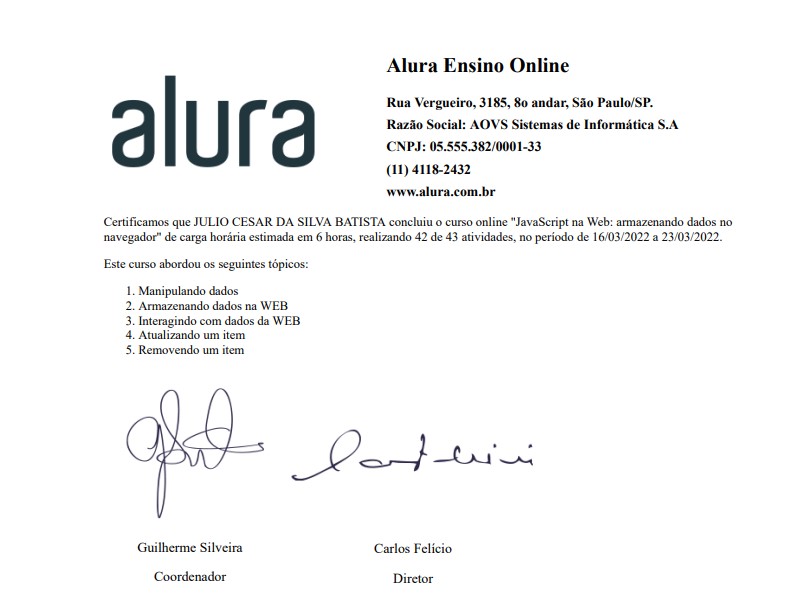 alura
Alura Ensino Online
Rua Vergueiro, 3185, 8o andar, São Paulo/SP.
Razão Social: AOVS Sistemas de Informática S.A
CNPJ: 05.555.382/0001-33
(11) 4118-2432
www.alura.com.br
Certificamos que JULIO CESAR DA SILVA BATISTA concluiu o curso online "JavaScript na Web: armazenando dados no
navegador" de carga horária estimada em 6 horas, realizando 42 de 43 atividades, no período de 16/03/2022 a 23/03/2022.
Este curso abordou os seguintes tópicos:
1. Manipulando dados
2. Armazenando dados na WEB
3. Interagindo com dados da WEB
4. Atualizando um item
5. Removendo um item
Guilherme Silveira
Coordenador
Carlos Felício
Diretor